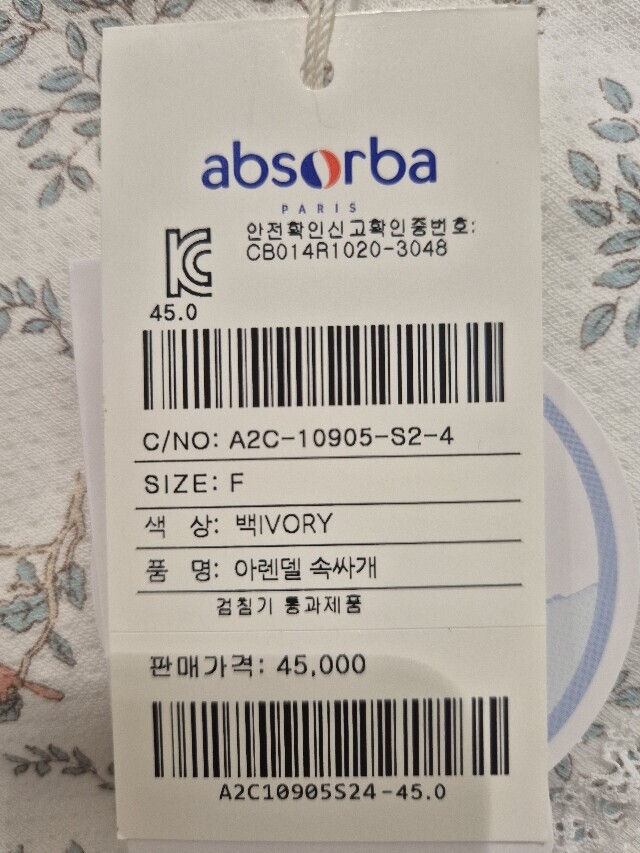 absorba
PARIS
안전확인신고확인증번호:
CB014R1020-3048
45.0
C/NO: A2C-10905-S2-4
SIZE: F
색 상: 백IVORY
품 명: 아렌델 속싸개
검침기 통과제품
판매가격: 45,000
A2C10905S24-45.0